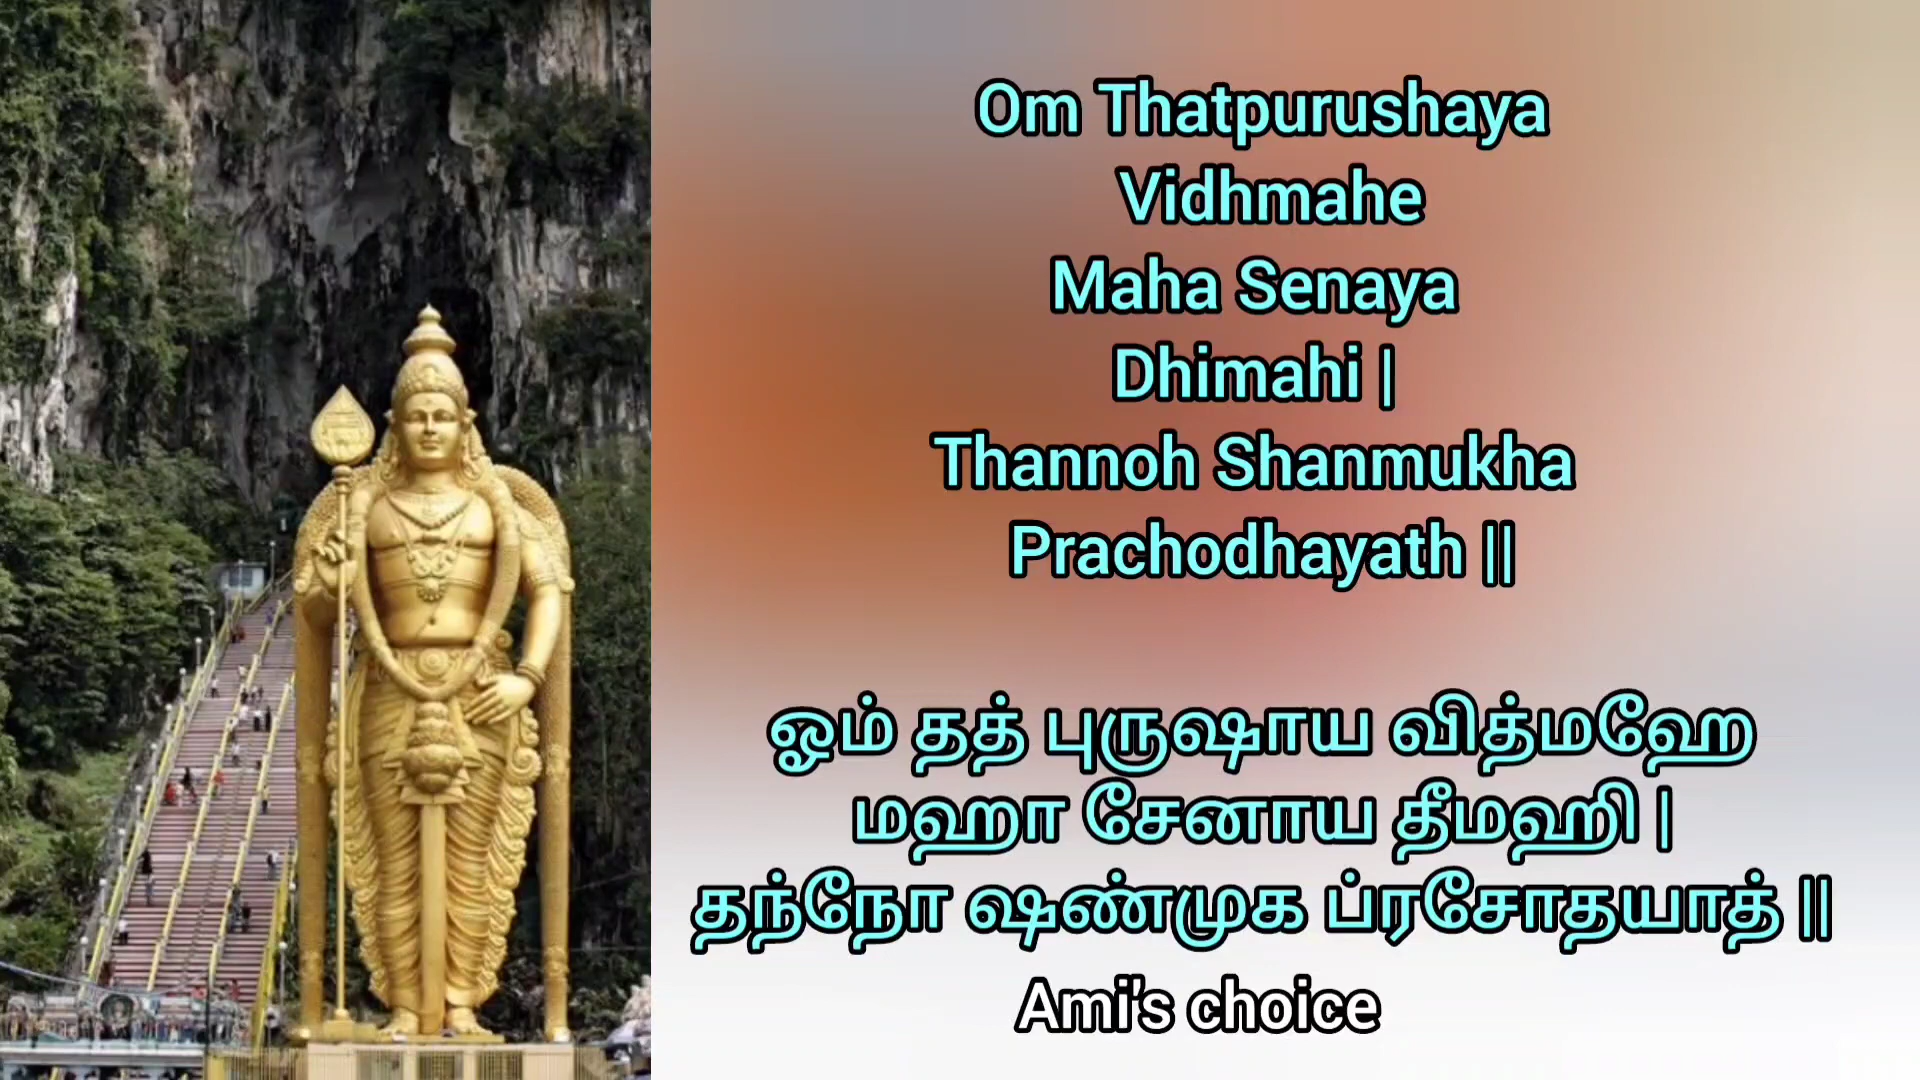 Om Thatpurushaya
Vidhmahe
Maha Senaya
Dhimahi |
Thannoh Shanmukha
Prachodhayath ||
ஓம் தத் புருஷாய வித்மஹே
மஹா சேனாய தீமஹி |
தந்நோ ஷண்முக ப்ரசோதயாத் ||
Ami's choice